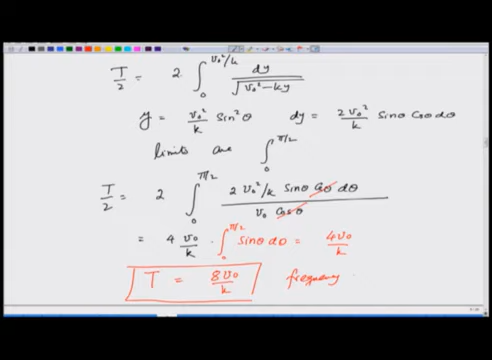 T/2 = 2 ∫₀^{v₀²/k} dy / √(v₀² − ky)
y = v₀²/k Sin²θ dy = 2v₀²/k Sinθ Cosθ dθ
limits are ∫₀^{π/2}
T/2 = 2 ∫₀^{π/2} 2v₀²/k Sinθ Cosθ dθ / v₀ Cosθ
= 4 v₀/k · ∫₀^{π/2} Sinθ dθ = 4v₀/k
T = 8v₀/k frequency